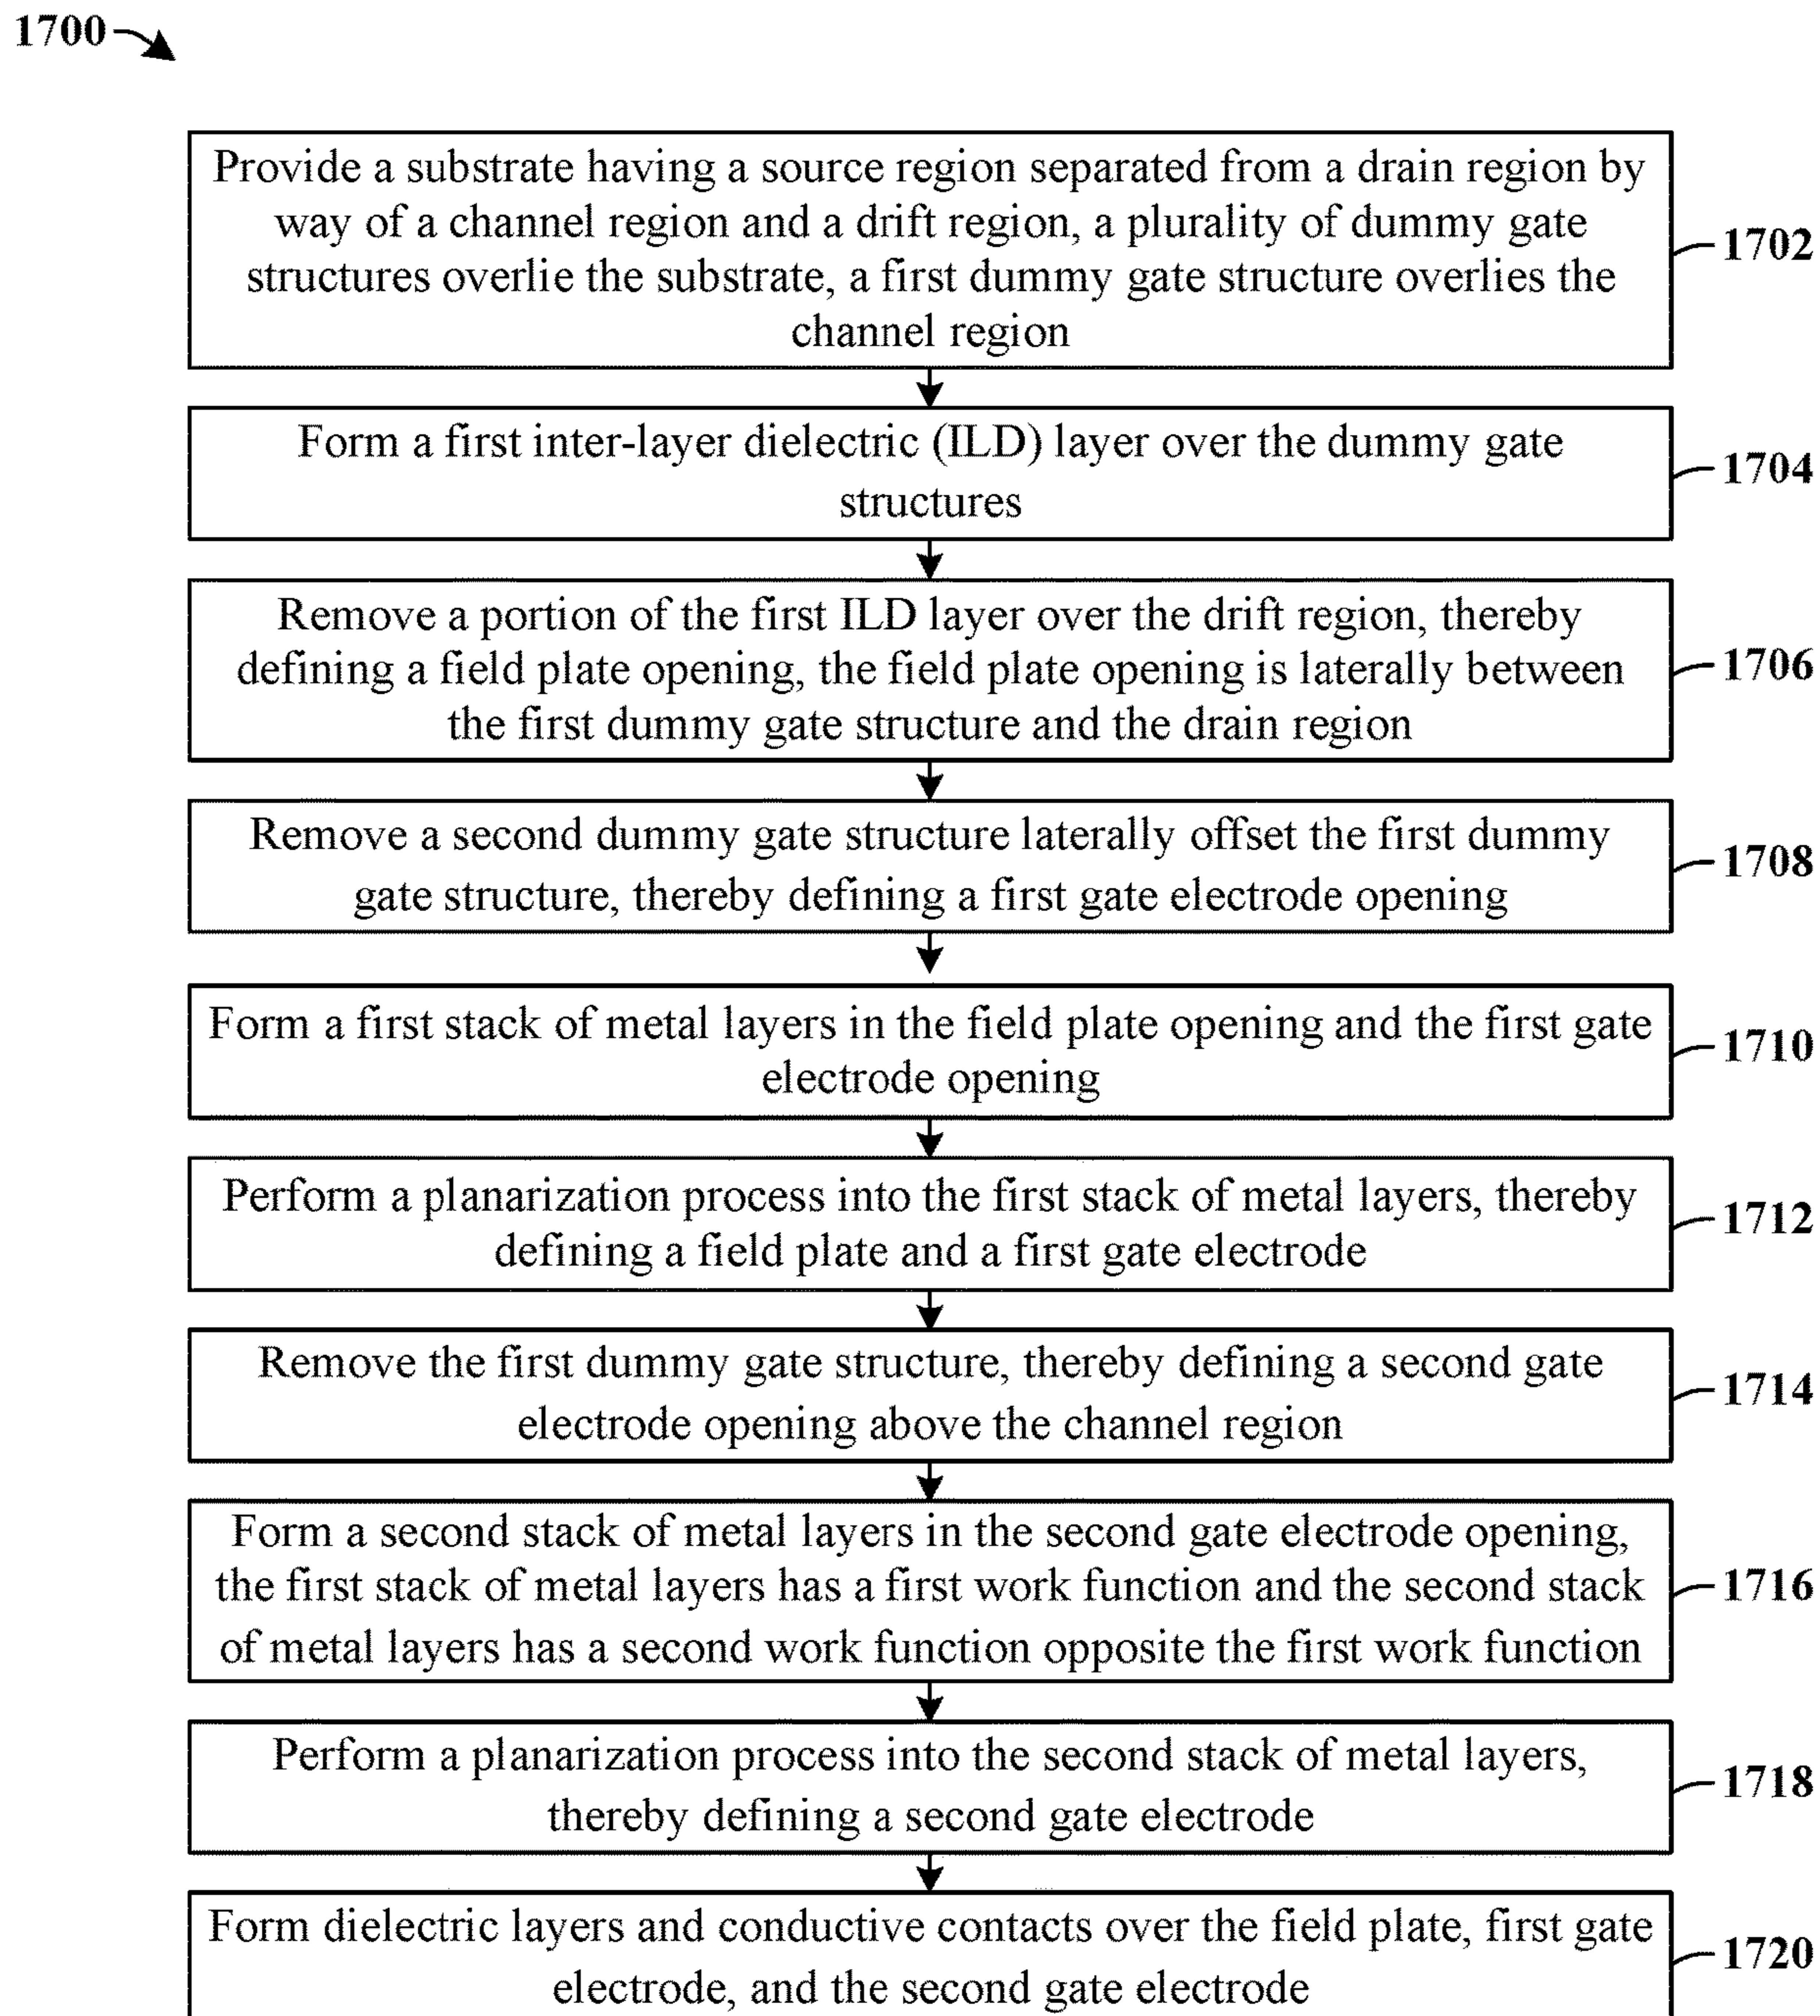 1700
Provide a substrate having a source region separated from a drain region by
way of a channel region and a drift region, a plurality of dummy gate
structures overlie the substrate, a first dummy gate structure overlies the
channel region
1702
Form a first inter-layer dielectric (ILD) layer over the dummy gate
structures
1704
Remove a portion of the first ILD layer over the drift region, thereby
defining a field plate opening, the field plate opening is laterally between
the first dummy gate structure and the drain region
1706
Remove a second dummy gate structure laterally offset the first dummy
gate structure, thereby defining a first gate electrode opening
1708
Form a first stack of metal layers in the field plate opening and the first gate
electrode opening
1710
Perform a planarization process into the first stack of metal layers, thereby
defining a field plate and a first gate electrode
1712
Remove the first dummy gate structure, thereby defining a second gate
electrode opening above the channel region
1714
Form a second stack of metal layers in the second gate electrode opening,
the first stack of metal layers has a first work function and the second stack
of metal layers has a second work function opposite the first work function
1716
Perform a planarization process into the second stack of metal layers,
thereby defining a second gate electrode
1718
Form dielectric layers and conductive contacts over the field plate, first gate
electrode, and the second gate electrode
1720